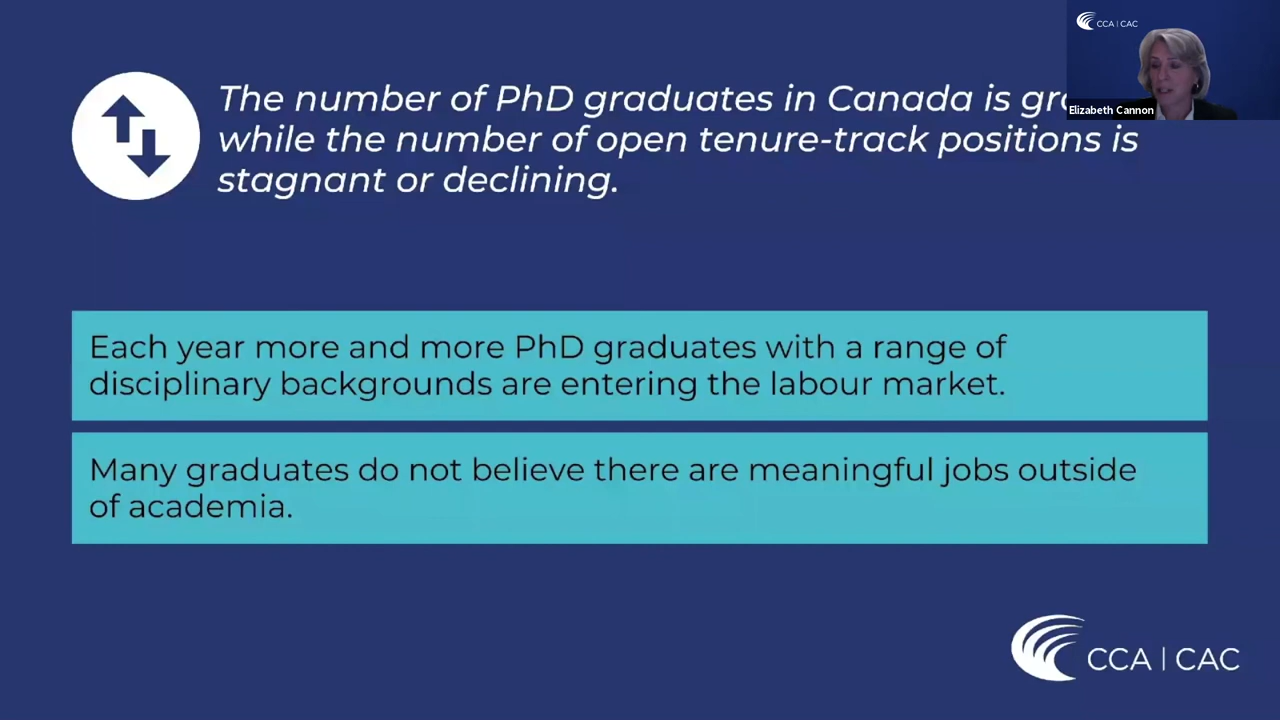 CCA | CAC
Elizabeth Cannon
The number of PhD graduates in Canada is
while the number of open tenure-track positions is
stagnant or declining.
Each year more and more PhD graduates with a range of
disciplinary backgrounds are entering the labour market.
Many graduates do not believe there are meaningful jobs outside
of academia.
CCA | CAC